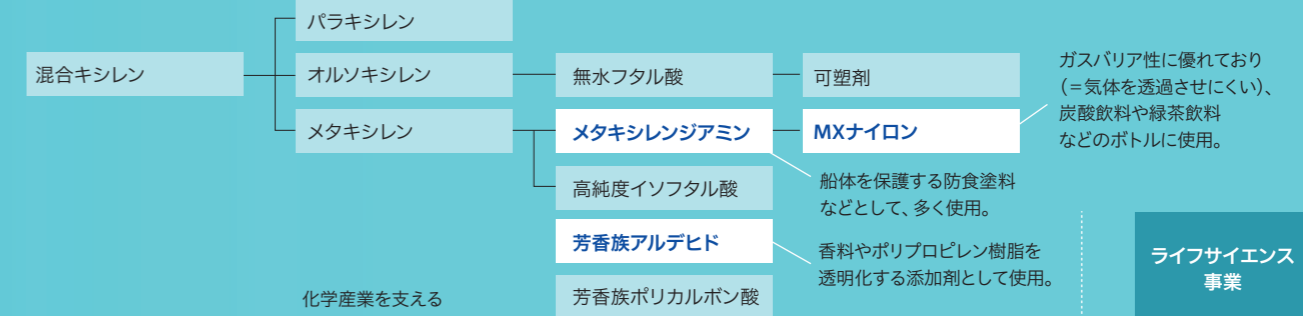 パラキシレン
混合キシレン
オルソキシレン
無水フタル酸
可塑剤
ガスバリア性に優れており
（＝気体を透過させにくい）、
炭酸飲料や緑茶飲料
などのボトルに使用。
メタキシレン
メタキシレンジアミン
MXナイロン
船体を保護する防食塗料
などとして、多く使用。
高純度イソフタル酸
芳香族アルデヒド
香料やポリプロピレン樹脂を
透明化する添加剤として使用。
ライフサイエンス
事業
化学産業を支える
芳香族ポリカルボン酸